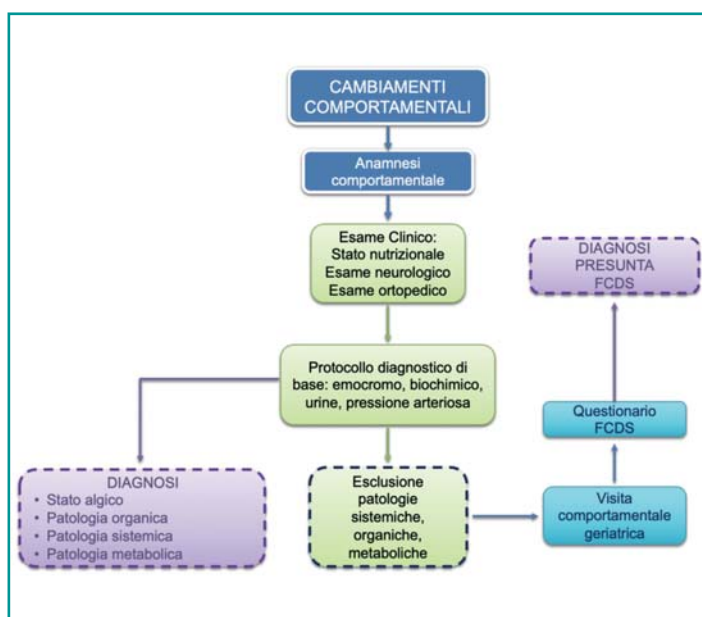 CAMBIAMENTI
COMPORTAMENTALI
Anamnesi
comportamentale
Esame Clinico:
Stato nutrizionale
Esame neurologico
Esame ortopedico
DIAGNOSI
PRESUNTA
FCDS
Protocollo diagnostico di
base: emocromo, biochimico,
urine, pressione arteriosa
Questionario
FCDS
DIAGNOSI
• Stato algico
• Patologia organica
• Patologia sistemica
• Patologia metabolica
Esclusione
patologie
sistemiche,
organiche,
metaboliche
Visita
comportamentale
geriatrica